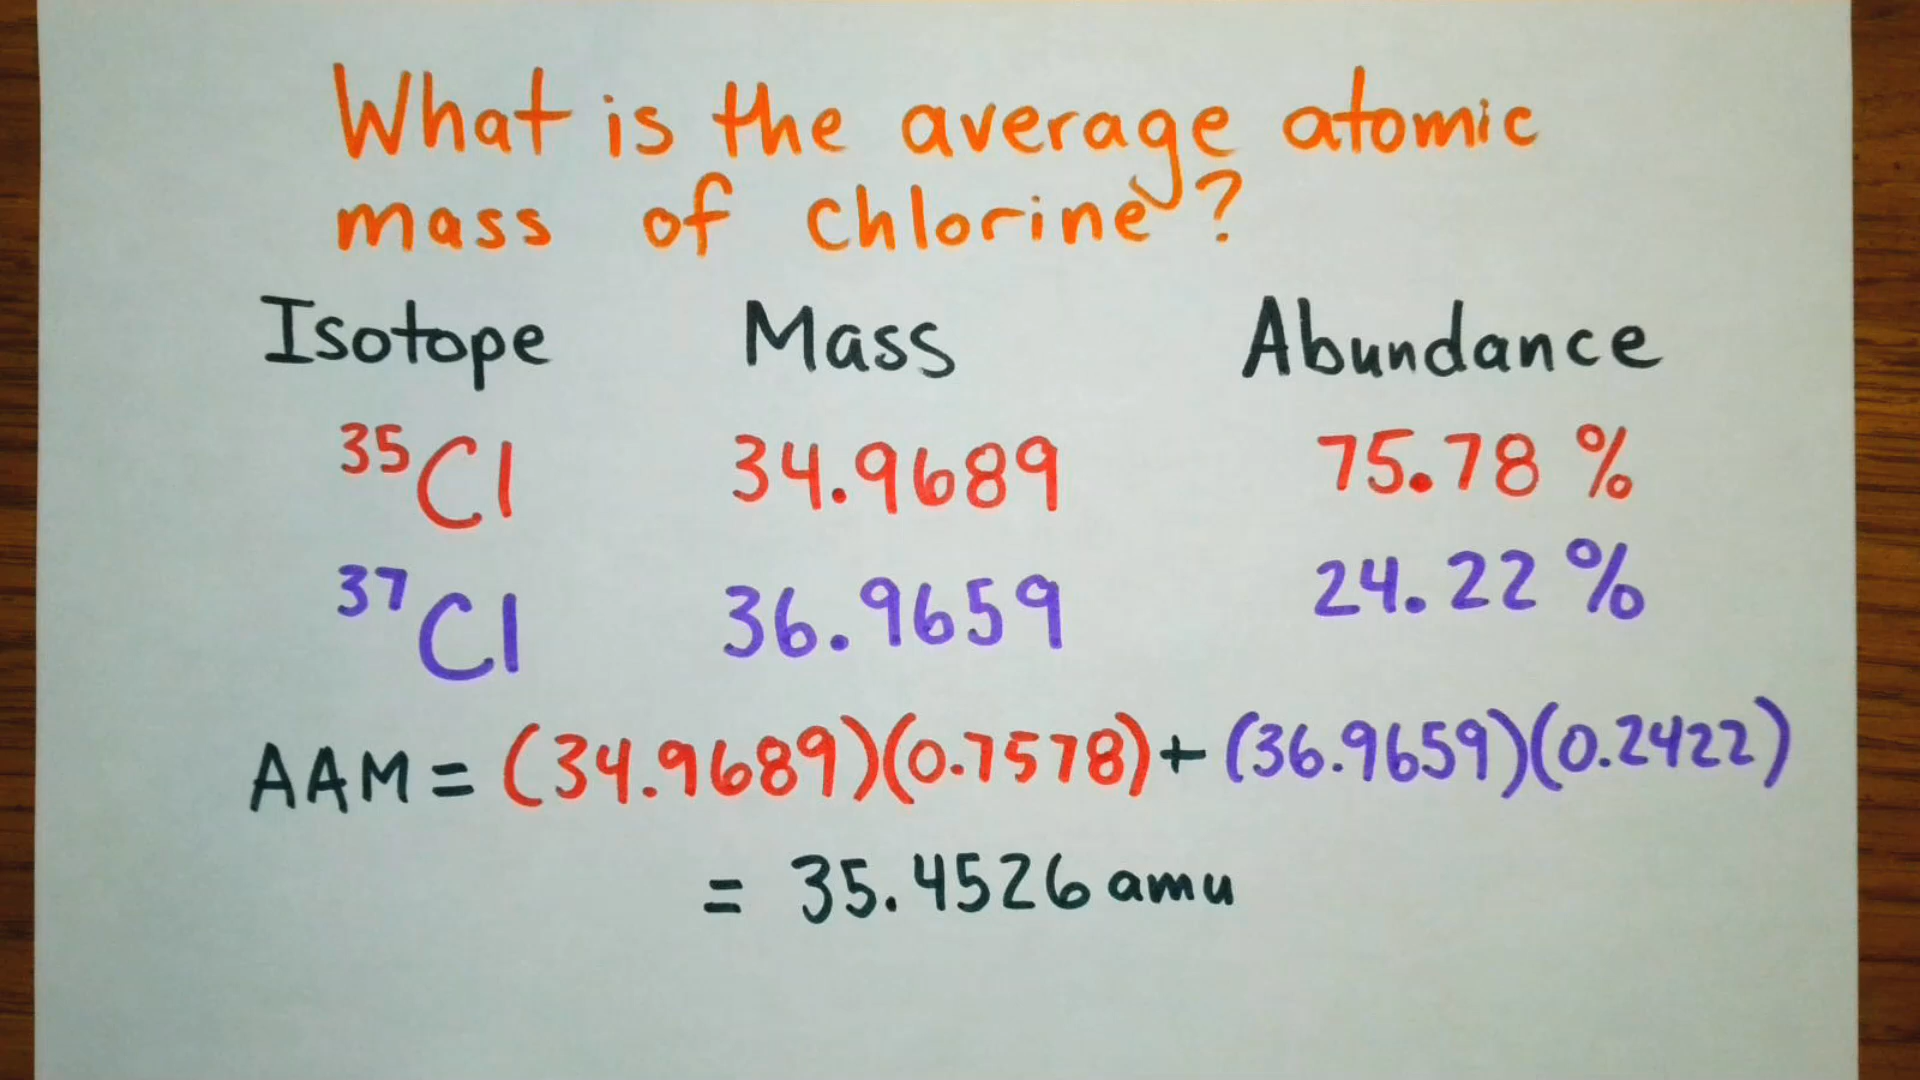 What is the average atomic
mass of chlorine?
Isotope Mass Abundance
³⁵Cl 34.9689 75.78 %
³⁷Cl 36.9659 24.22 %
AAM = (34.9689)(0.7578) + (36.9659)(0.2422)
= 35.4526 amu